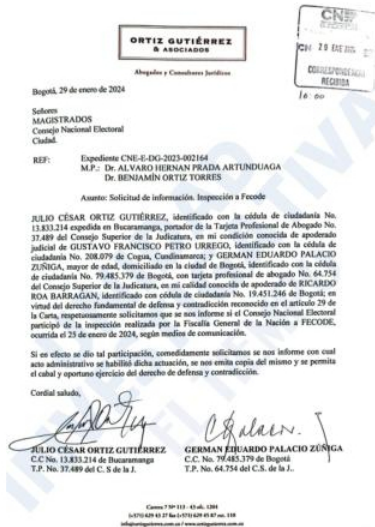 ORTIZ GUTIÉRREZ
& ASOCIADOS
Abogados y Consultores Jurídicos
CNE
29 ENE
CORRESPONDENCIA
RECIBIDA
16:00
Bogotá, 29 de enero de 2024
Señores
MAGISTRADOS
Consejo Nacional Electoral
Ciudad.
REF: Expediente CNE-E-DG-2023-002164
M.P.: Dr. ALVARO HERNAN PRADA ARTUNDUAGA
Dr. BENJAMÍN ORTIZ TORRES
Asunto: Solicitud de información. Inspección a Fecode
JULIO CÉSAR ORTIZ GUTIÉRREZ, identificado con la cédula de ciudadanía No.
13.833.214 expedida en Bucaramanga, portador de la Tarjeta Profesional de Abogado No.
37.489 del Consejo Superior de la Judicatura, en mi condición conocida de apoderado
judicial de GUSTAVO FRANCISCO PETRO URREGO, identificado con la cédula de
ciudadanía No. 208.079 de Cogua, Cundinamarca; y GERMAN EDUARDO PALACIO
ZÚÑIGA, mayor de edad, domiciliado en la ciudad de Bogotá, identificado con la cédula
de ciudadanía No. 79.485.379 de Bogotá, con tarjeta profesional de abogado No. 64.754
del Consejo Superior de la Judicatura, en mi calidad conocida de apoderado de RICARDO
ROA BARRAGAN, identificado con cédula de ciudadanía No. 19.451.246 de Bogotá; en
virtud del derecho fundamental de defensa y contradicción reconocido en el artículo 29 de
la Carta, respetuosamente solicitamos que se nos informe si el Consejo Nacional Electoral
participó de la inspección realizada por la Fiscalía General de la Nación a FECODE,
ocurrida el 25 de enero de 2024, según medios de comunicación.
Si en efecto se dio tal participación, comedidamente solicitamos se nos informe con cual
acto administrativo se habilitó dicha actuación, se nos emita copia del mismo y se permita
el cabal y oportuno ejercicio del derecho de defensa y contradicción.
Cordial saludo,
JULIO CÉSAR ORTIZ GUTIÉRREZ GERMAN EDUARDO PALACIO ZÚÑIGA
C.C No. 13.833.214 de Bucaramanga C.C. No. 79.485.379 de Bogotá
T.P. No. 37.489 del C. S de la J. T.P. No. 64.754 del C.S. de la J..